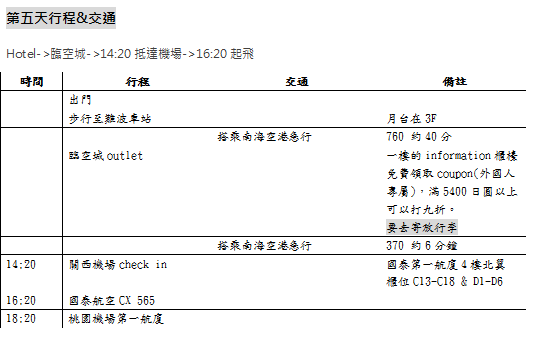 第五天行程&交通
Hotel->臨空城->14:20 抵達機場->16:20 起飛
時間 行程 交通 備註
出門
步行至難波車站 月台在 3F
搭乘南海空港急行 760 約 40 分
臨空城 outlet 一樓的 information 櫃檯
免費領取 coupon(外國人
專屬)，滿 5400 日圓以上
可以打九折。
要去寄放行李
搭乘南海空港急行 370 約 6 分鐘
14:20 關西機場 check in 國泰第一航廈 4 樓北翼
櫃位 C13-C18 & D1-D6
16:20 國泰航空 CX 565
18:20 桃園機場第一航廈